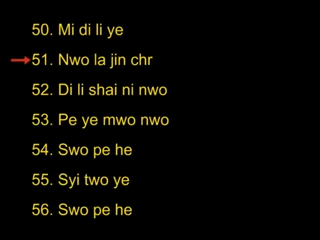 50. Mi di li ye
51. Nwo la jin chr
52. Di li shai ni nwo
53. Pe ye mwo nwo
54. Swo pe he
55. Syi two ye
56. Swo pe he